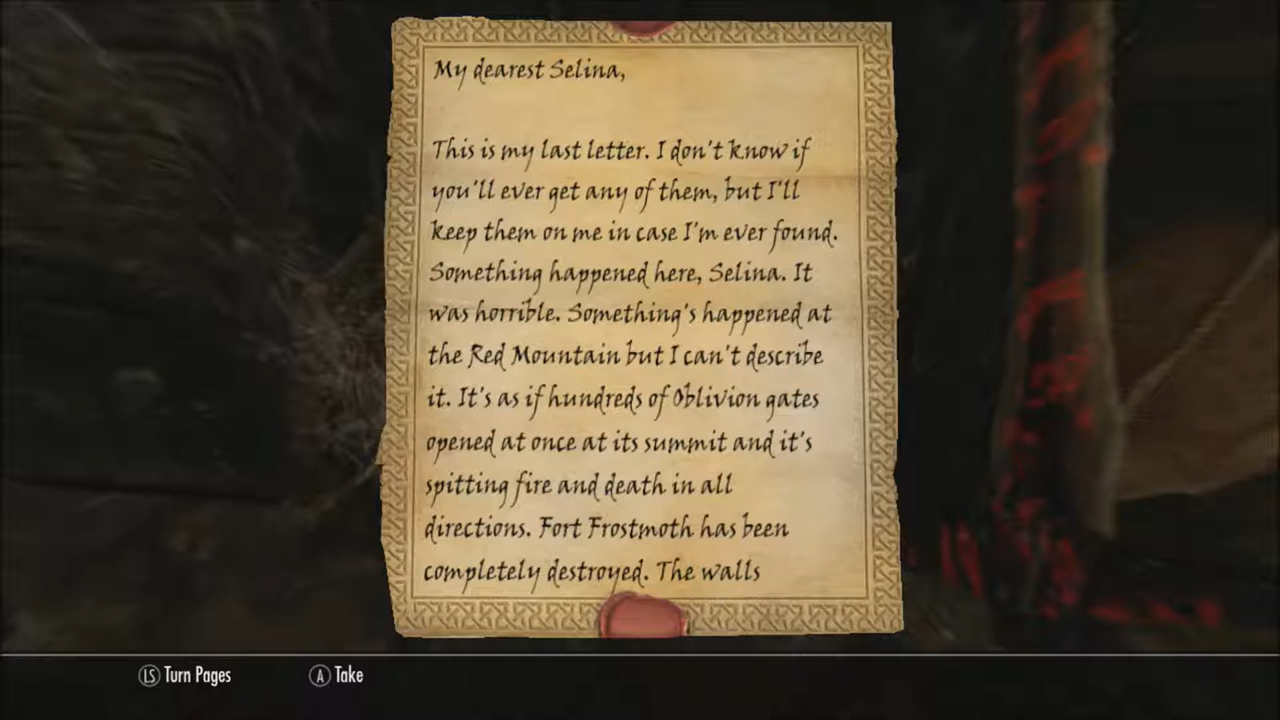 My dearest Selina,
This is my last letter. I don't know if
you'll ever get any of them, but I'll
keep them on me in case I'm ever found.
Something happened here, Selina. It
was horrible. Something's happened at
the Red Mountain but I can't describe
it. It's as if hundreds of Oblivion gates
opened at once at its summit and it's
spitting fire and death in all
directions. Fort Frostmoth has been
completely destroyed. The walls
LS Turn Pages
A Take